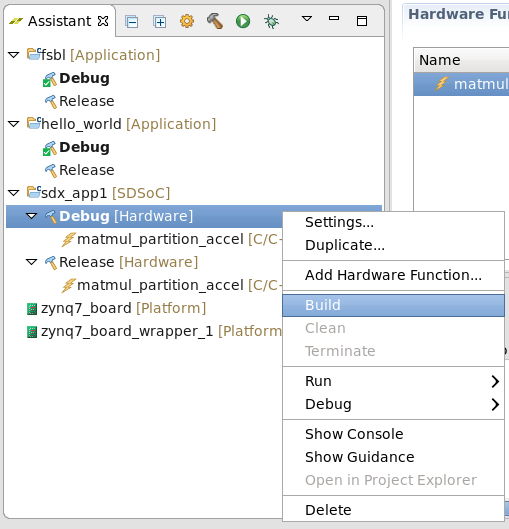 Assistant
Hardware Fu
fsbl [Application]
Name
Debug
matmul
Release
hello_world [Application]
Debug
Release
sdx_app1 [SDSoC]
Debug [Hardware]
matmul_partition_accel [C/C-
Release [Hardware]
matmul_partition_accel [C/C-
zynq7_board [Platform]
zynq7_board_wrapper_1 [Platform
Settings...
Duplicate...
Add Hardware Function...
Build
Clean
Terminate
Run
Debug
Show Console
Show Guidance
Open in Project Explorer
Delete